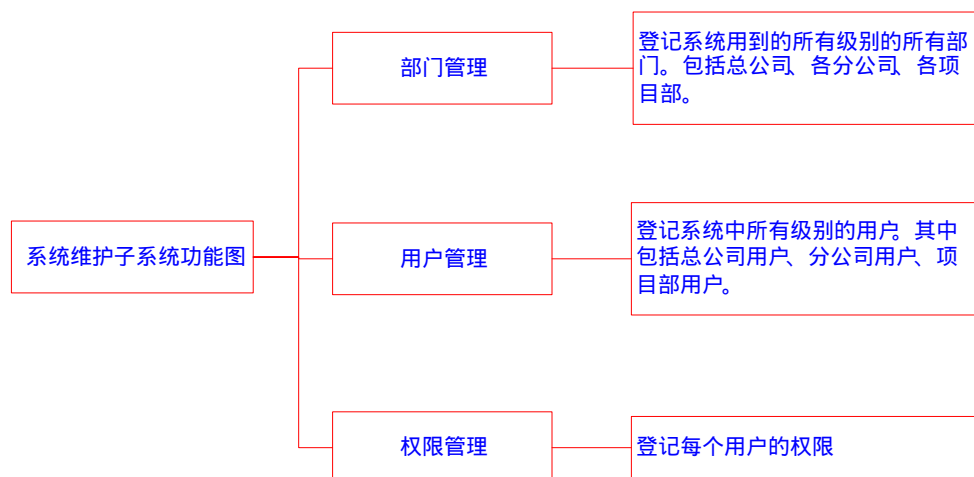 部门管理
登记系统用到的所有级别的所有部
门。包括总公司、各分公司、各项
目部。
系统维护子系统功能图
用户管理
登记系统中所有级别的用户。其中
包括总公司用户、分公司用户、项
目部用户。
权限管理
登记每个用户的权限